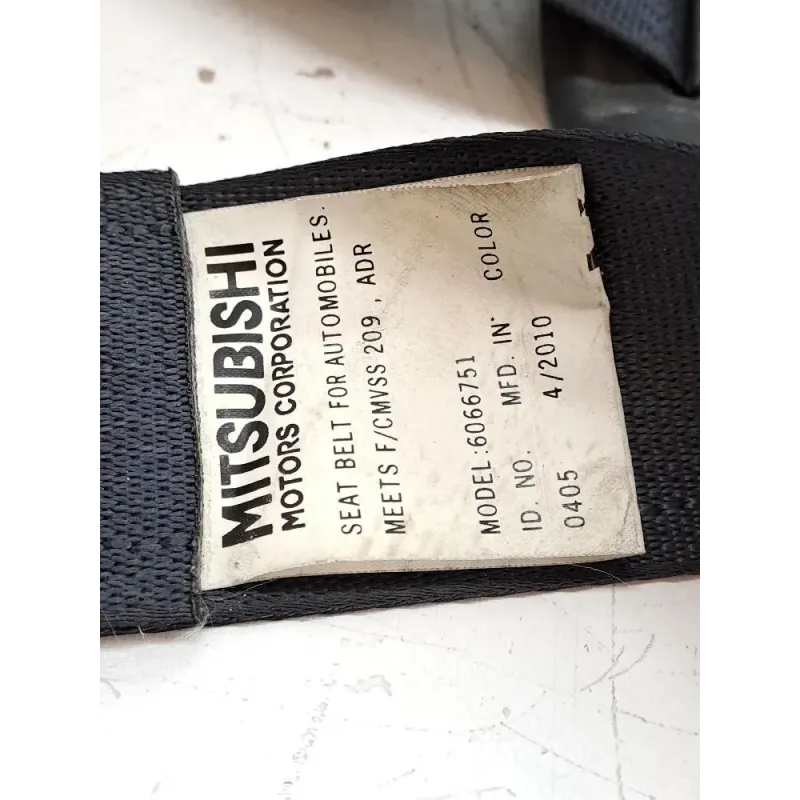 MITSUBISHI
MOTORS CORPORATION
SEAT BELT FOR AUTOMOBILES.
MEETS F/CMVSS 209 , ADR
MODEL:6066751
ID. NO. MFD. IN COLOR
0405 4/2010